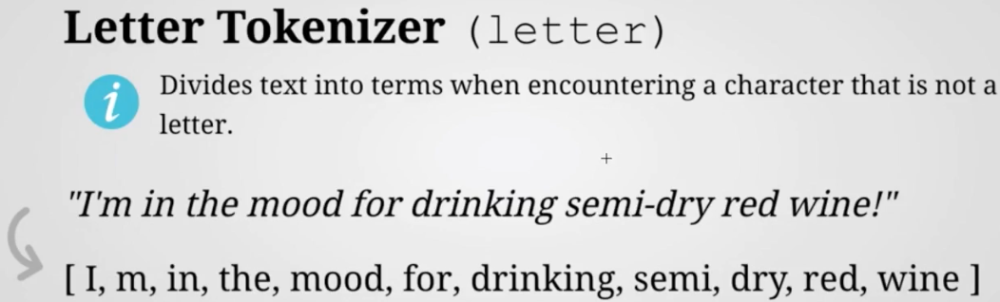 Letter Tokenizer (letter)
i
Divides text into terms when encountering a character that is not a
letter.
"I'm in the mood for drinking semi-dry red wine!"
[ I, m, in, the, mood, for, drinking, semi, dry, red, wine ]